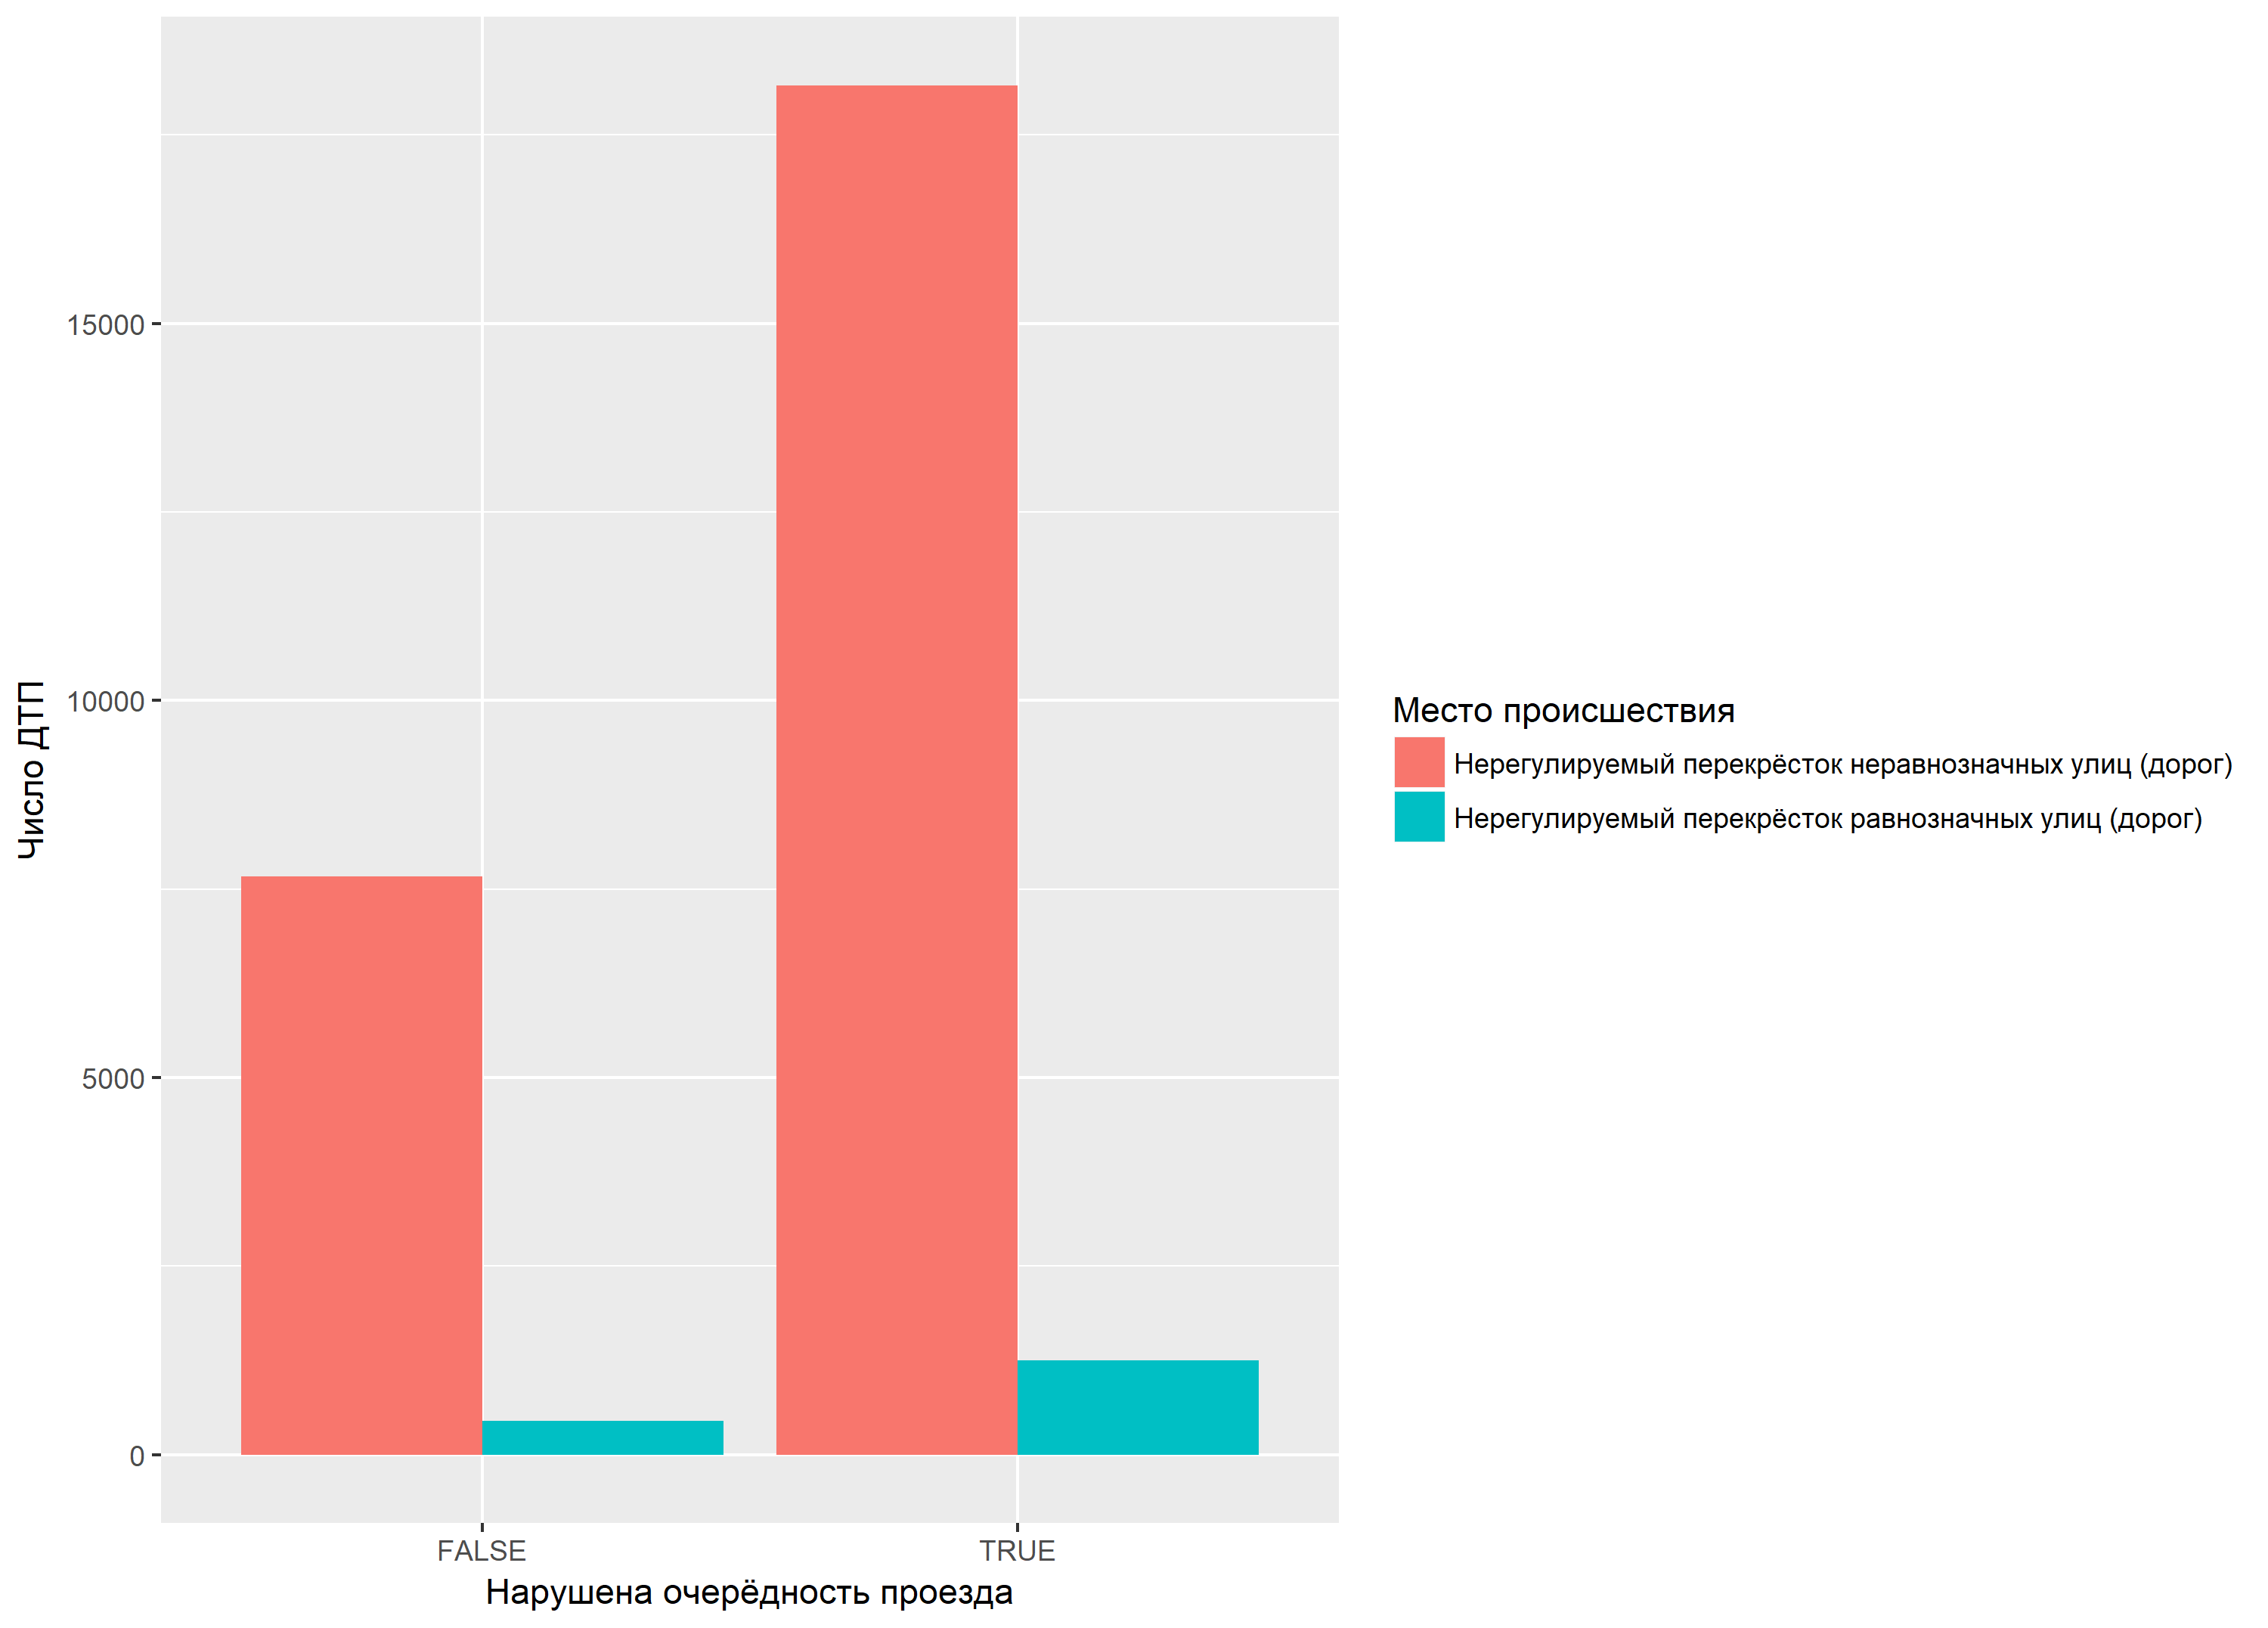 15000
10000
5000
0
Число ДТП
FALSE
TRUE
Нарушена очерёдность проезда
Место происшествия
Нерегулируемый перекрёсток неравнозначных улиц (дорог)
Нерегулируемый перекрёсток равнозначных улиц (дорог)